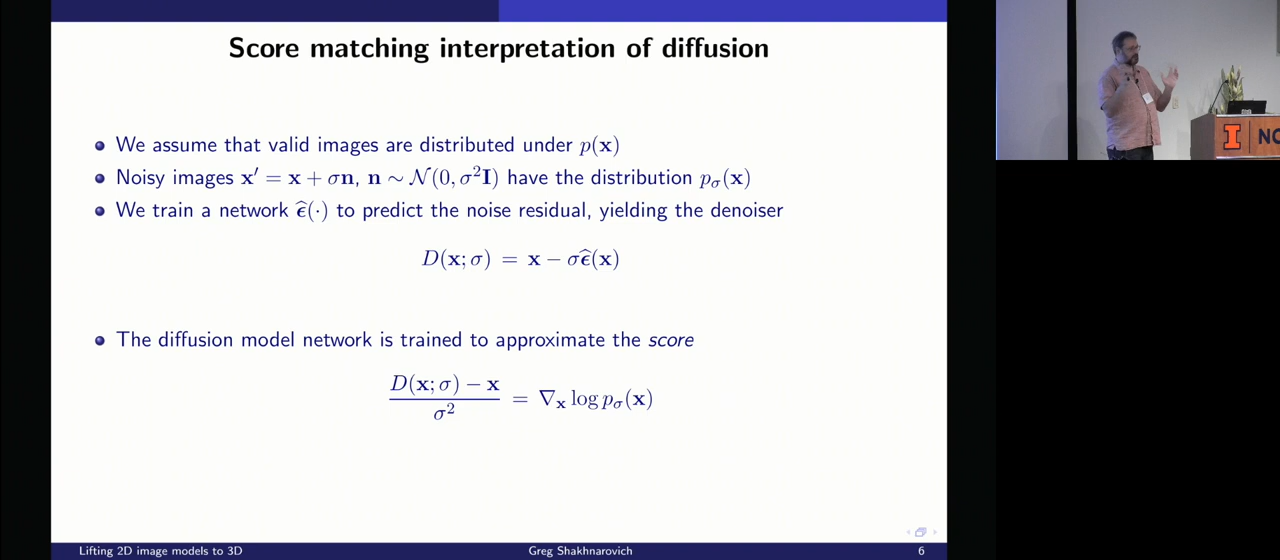 Score matching interpretation of diffusion
We assume that valid images are distributed under p(x)
Noisy images x′ = x + σn, n ∼ 𝒩(0, σ²I) have the distribution p_σ(x)
We train a network ε̂(·) to predict the noise residual, yielding the denoiser
D(x; σ) = x − σε̂(x)
The diffusion model network is trained to approximate the score
(D(x; σ) − x) / σ² = ∇ₓ log p_σ(x)
Lifting 2D image models to 3D Greg Shakhnarovich 6
I NC